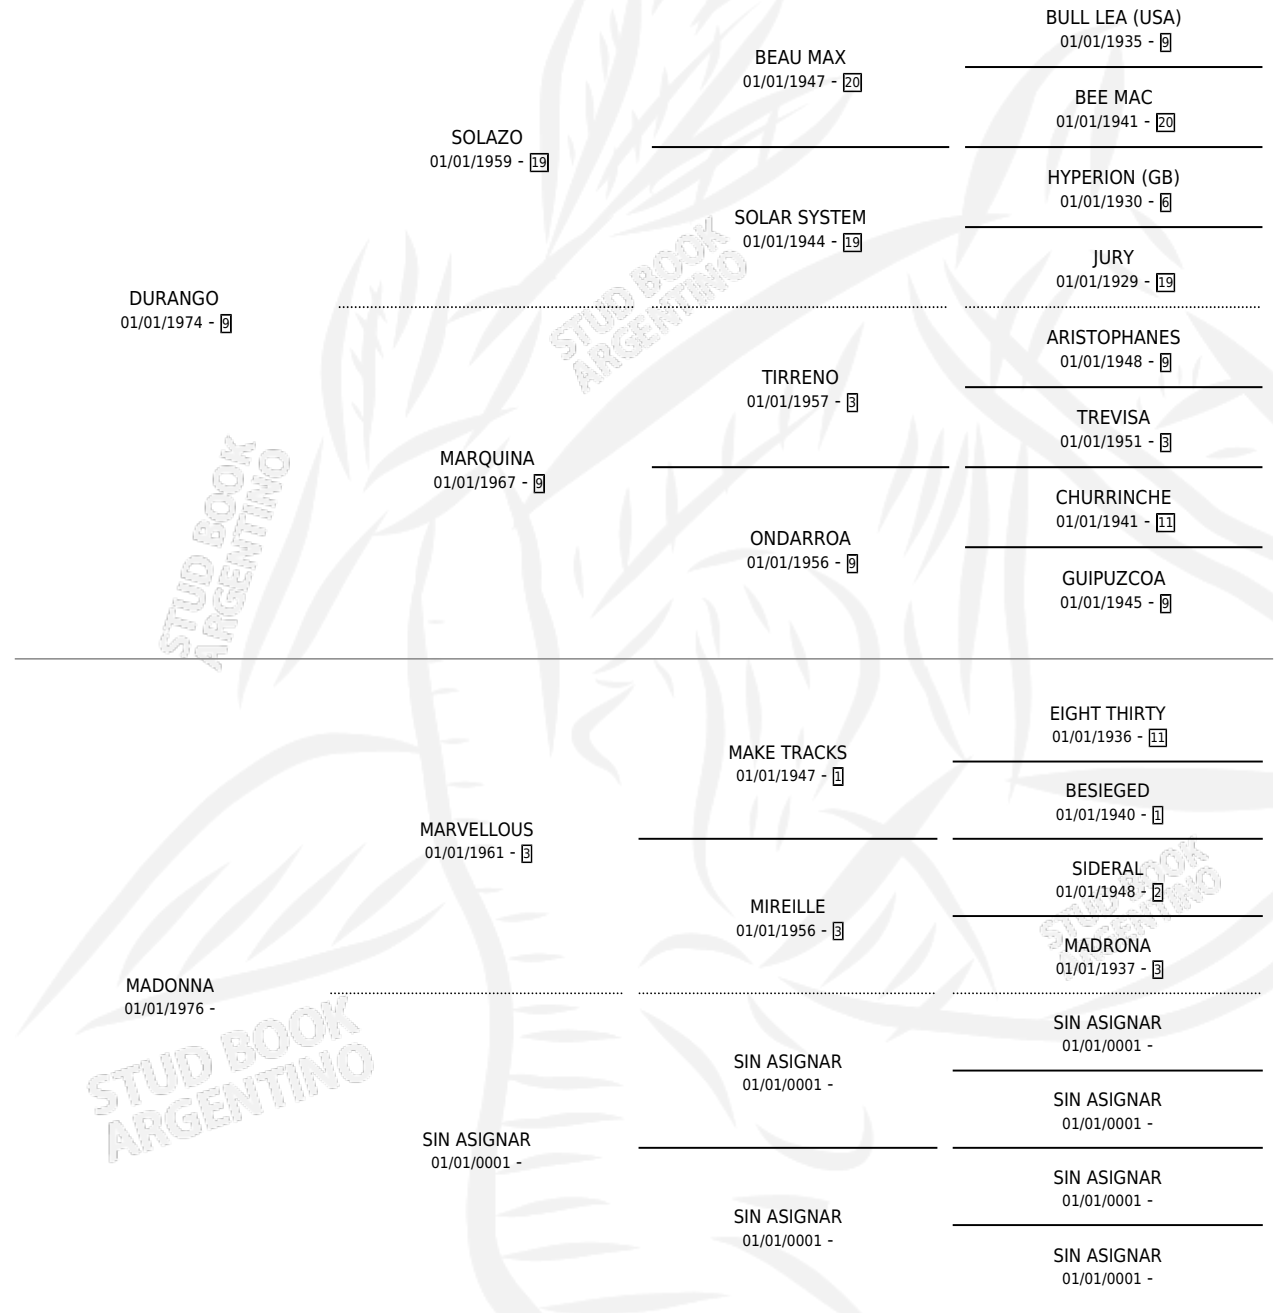 BULL LEA (USA)
01/01/1935 - 9
BEAU MAX
01/01/1947 - 20
BEE MAC
01/01/1941 - 20
SOLAZO
01/01/1959 - 19
HYPERION (GB)
01/01/1930 - 6
SOLAR SYSTEM
01/01/1944 - 19
JURY
01/01/1929 - 19
DURANGO
01/01/1974 - 9
STUD BOOK
ARGENTINO
ARISTOPHANES
01/01/1948 - 9
TIRRENO
01/01/1957 - 3
TREVISA
01/01/1951 - 3
MARQUINA
01/01/1967 - 9
CHURRINCHE
01/01/1941 - 11
ONDARROA
01/01/1956 - 9
GUIPUZCOA
01/01/1945 - 9
STUD BOOK
ARGENTINO
EIGHT THIRTY
01/01/1936 - 11
MAKE TRACKS
01/01/1947 - 1
BESIEGED
01/01/1940 - 1
MARVELLOUS
01/01/1961 - 3
SIDERAL
01/01/1948 - 2
MIREILLE
01/01/1956 - 3
MADRONA
01/01/1937 - 3
STUD BOOK
ARGENTINO
MADONNA
01/01/1976 -
SIN ASIGNAR
01/01/0001 -
SIN ASIGNAR
01/01/0001 -
SIN ASIGNAR
01/01/0001 -
SIN ASIGNAR
01/01/0001 -
SIN ASIGNAR
01/01/0001 -
SIN ASIGNAR
01/01/0001 -
SIN ASIGNAR
01/01/0001 -
STUD BOOK
ARGENTINO